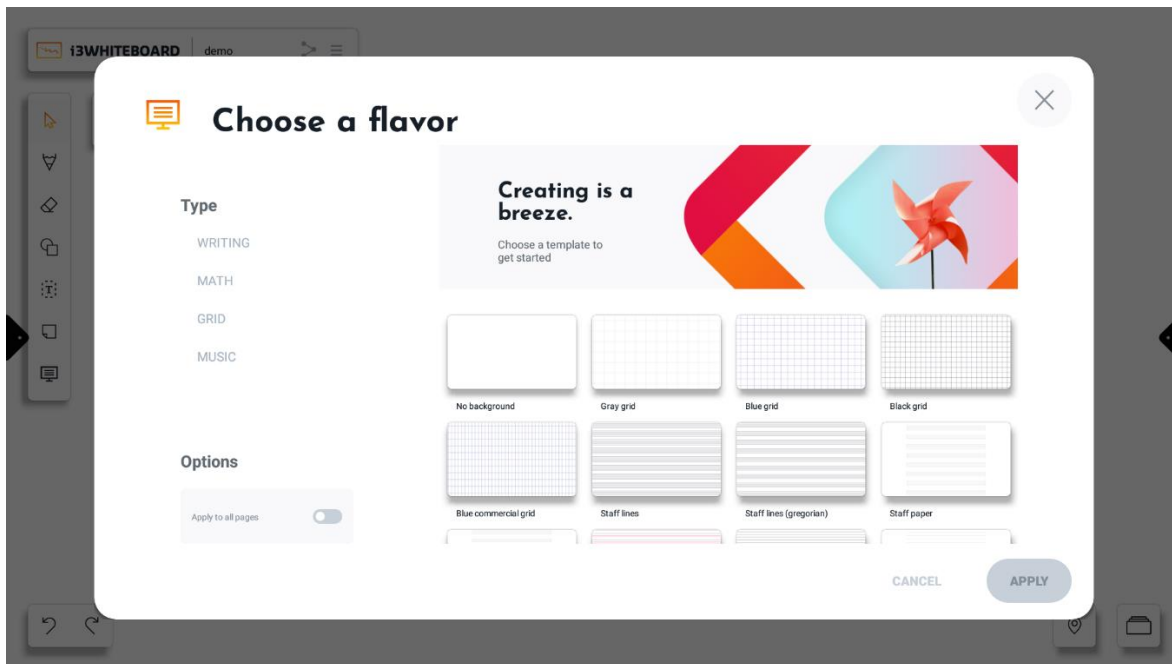 i3WHITEBOARD demo
Choose a flavor
Type
WRITING
MATH
GRID
MUSIC
Options
Apply to all pages
Creating is a
breeze.
Choose a template to
get started
No background Gray grid Blue grid Black grid
Blue commercial grid Staff lines Staff lines (gregorian) Staff paper
CANCEL APPLY